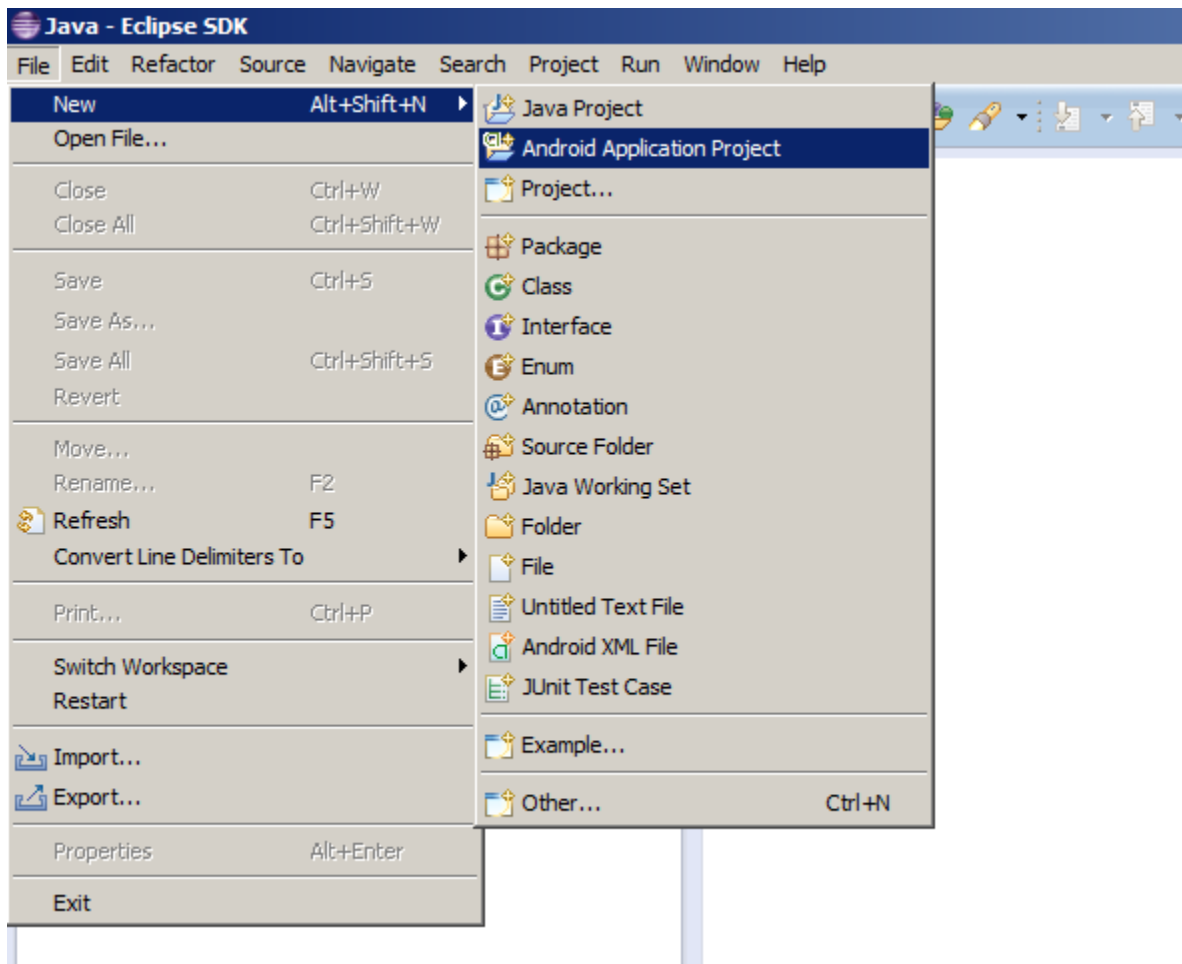 Java - Eclipse SDK
File Edit Refactor Source Navigate Search Project Run Window Help
New Alt+Shift+N
Open File...
Close Ctrl+W
Close All Ctrl+Shift+W
Save Ctrl+S
Save As...
Save All Ctrl+Shift+S
Revert
Move...
Rename... F2
Refresh F5
Convert Line Delimiters To
Print... Ctrl+P
Switch Workspace
Restart
Import...
Export...
Properties Alt+Enter
Exit
Java Project
Android Application Project
Project...
Package
Class
Interface
Enum
Annotation
Source Folder
Java Working Set
Folder
File
Untitled Text File
Android XML File
JUnit Test Case
Example...
Other... Ctrl+N